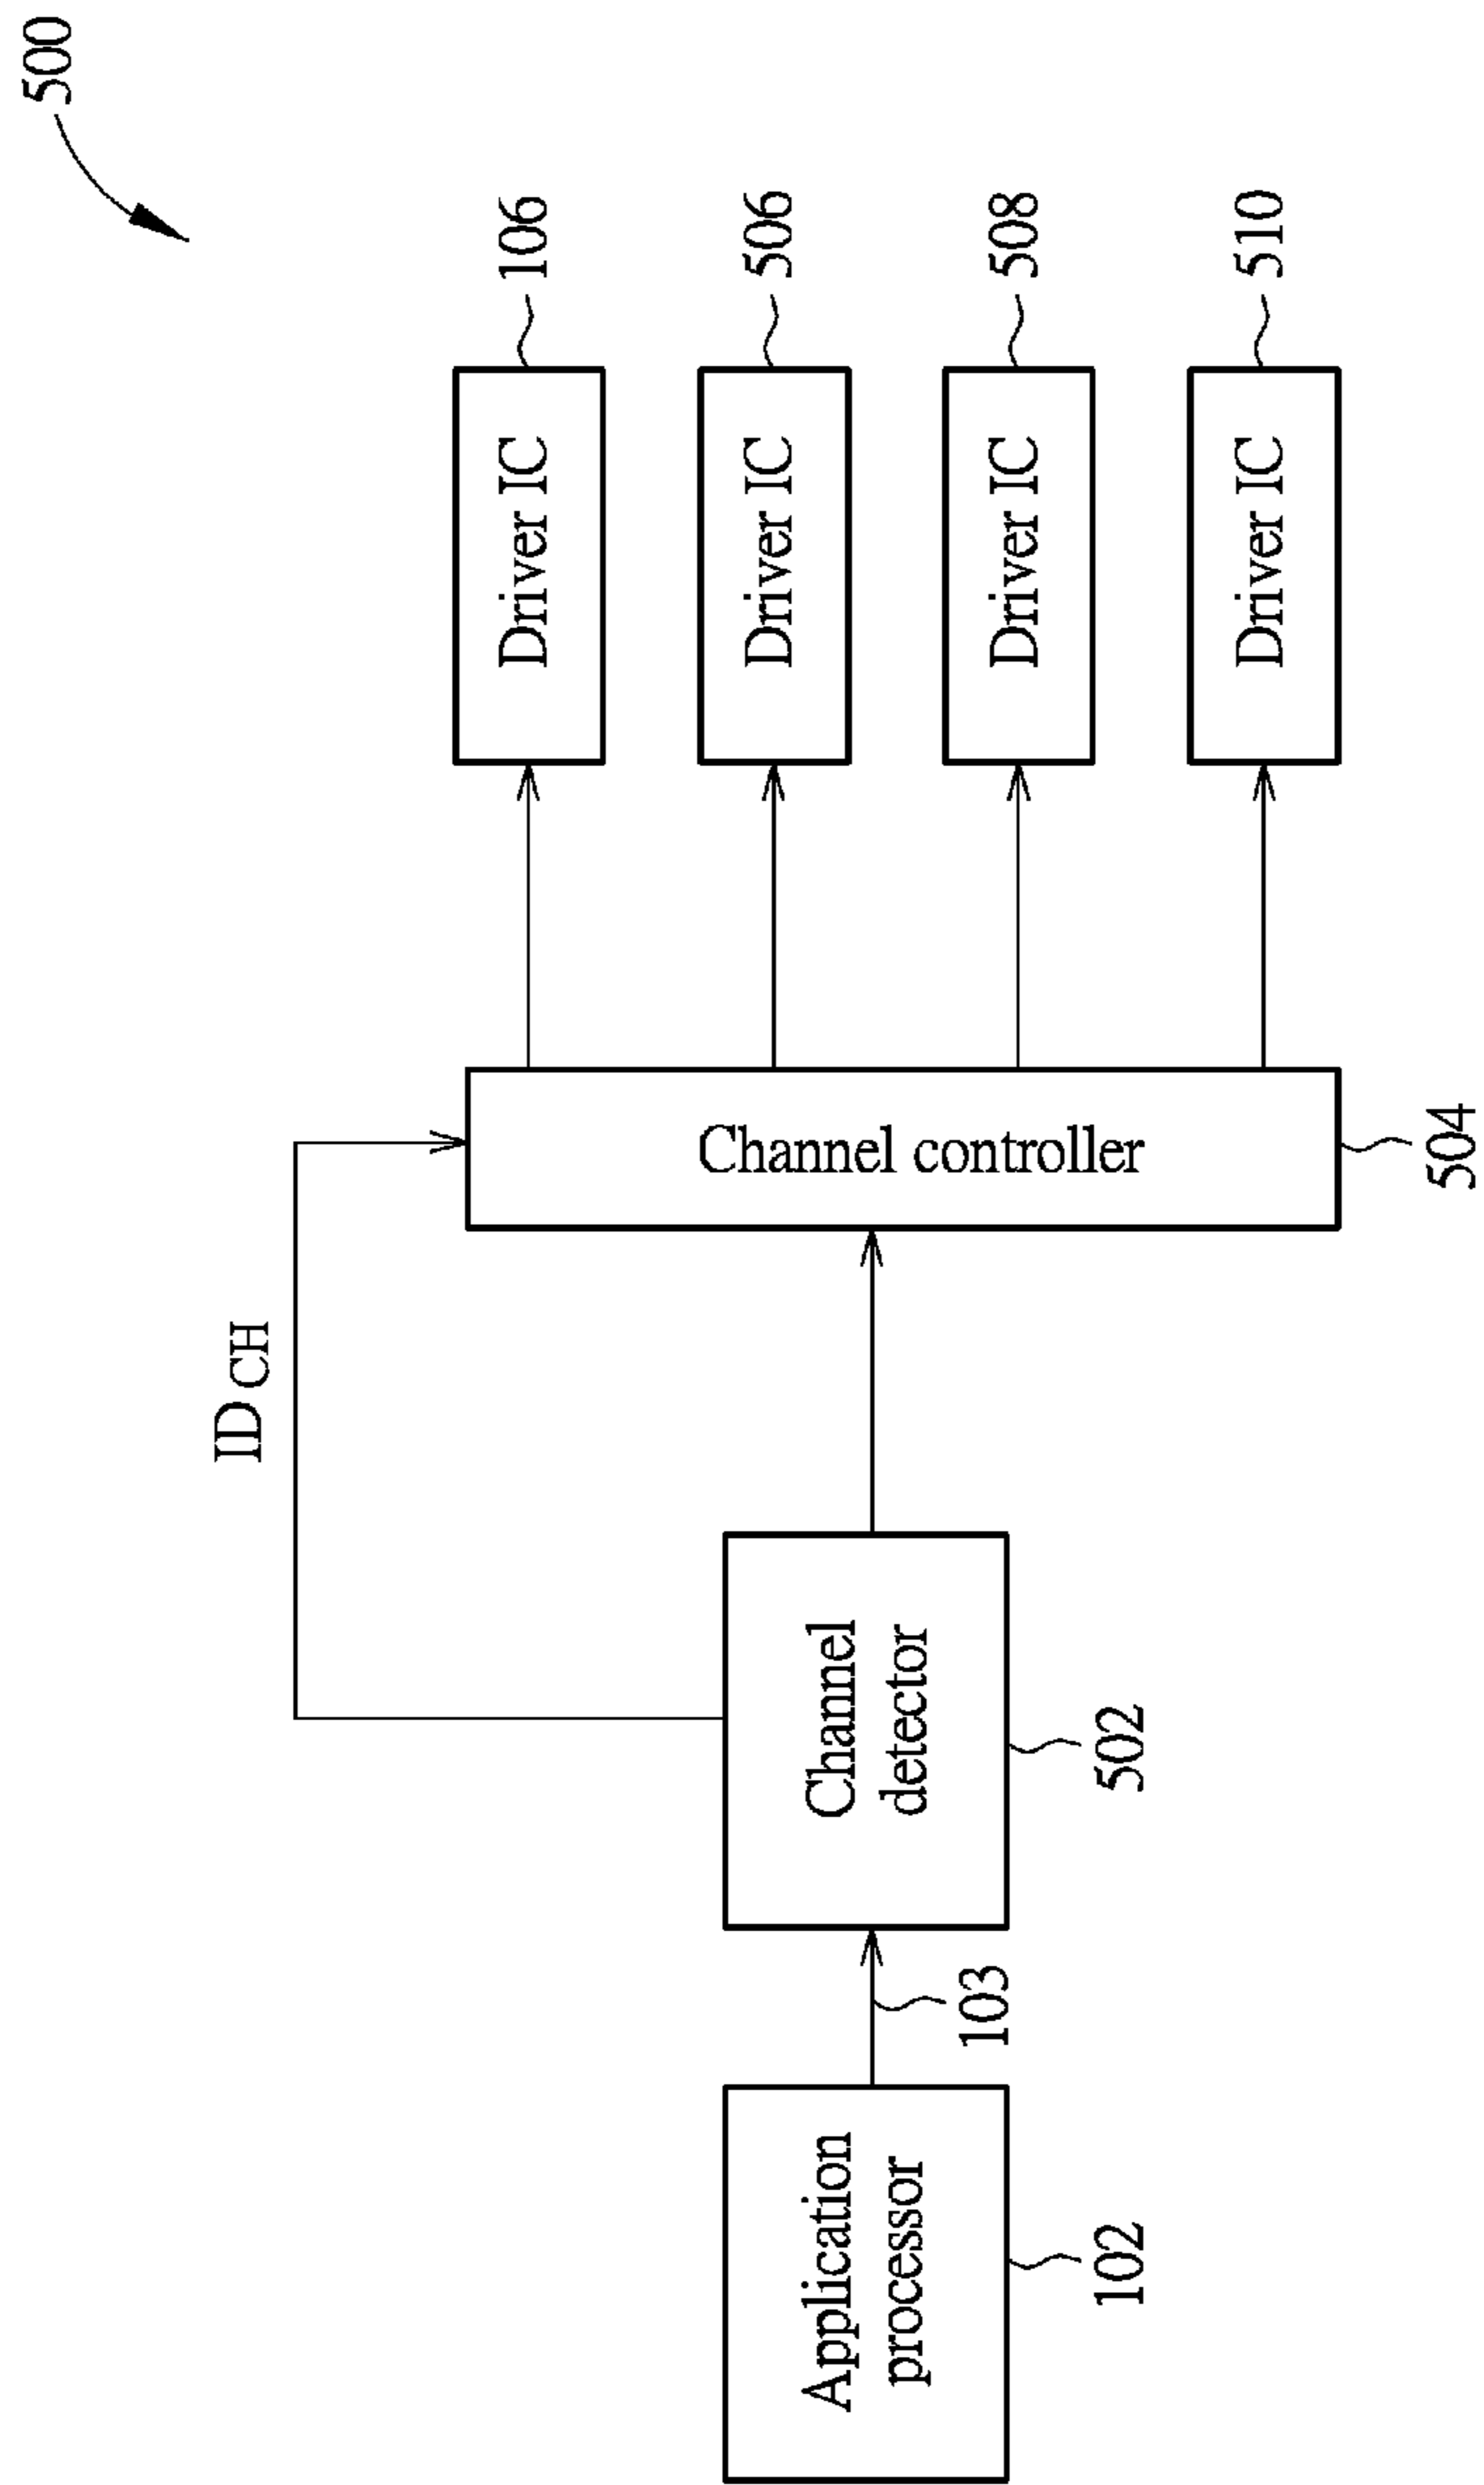 500
ID CH
Application
processor
102
103
Channel
detector
502
Channel controller
504
Driver IC
106
Driver IC
506
Driver IC
508
Driver IC
510